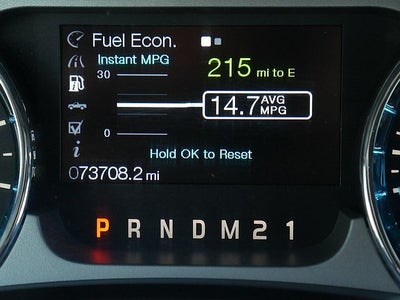 Fuel Econ.
Instant MPG
215 mi to E
30
14.7 AVG MPG
0
Hold OK to Reset
073708.2 mi
P R N D M 2 1